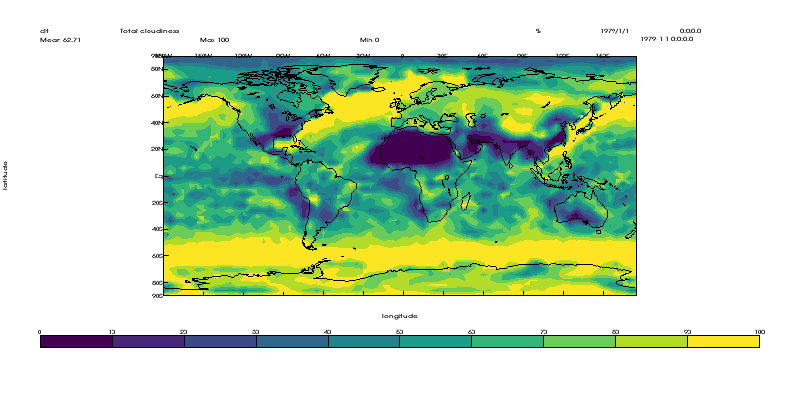 clt Total cloudiness % 1979/1/1 0:0:0.0
Mean 62.71 Max 100 Min 0 1979-1-1 0:0:0.0
80N
60N
40N
20N
Eq
20S
40S
60S
80S
90S
latitude
longitude
0 10 20 30 40 50 60 70 80 90 100